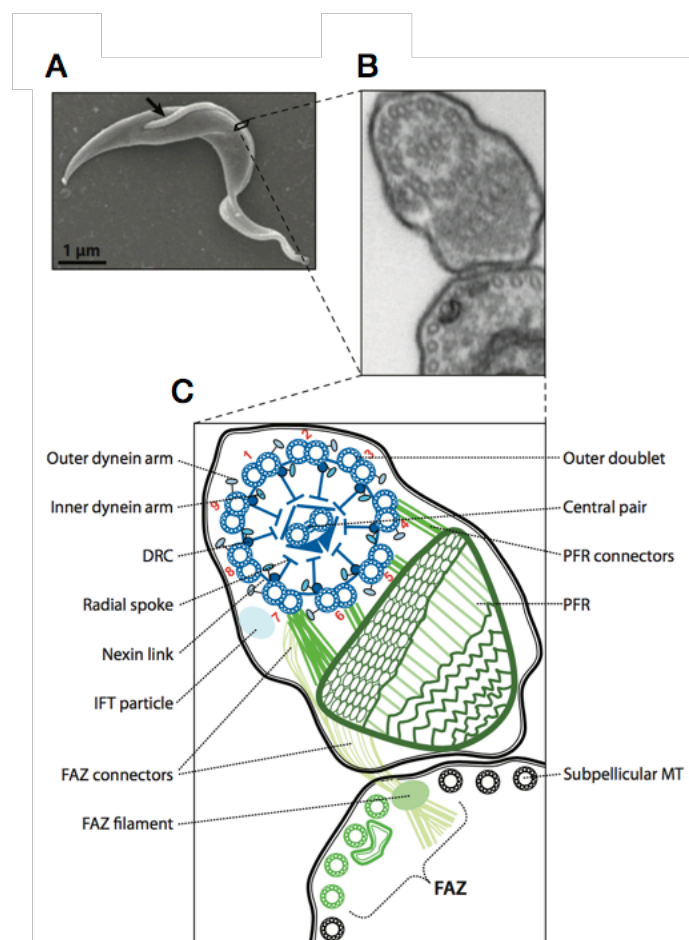 A
B
1 µm
C
Outer dynein arm
Inner dynein arm
DRC
Radial spoke
Nexin link
IFT particle
FAZ connectors
FAZ filament
1
2
3
4
5
6
7
8
9
Outer doublet
Central pair
PFR connectors
PFR
Subpellicular MT
FAZ